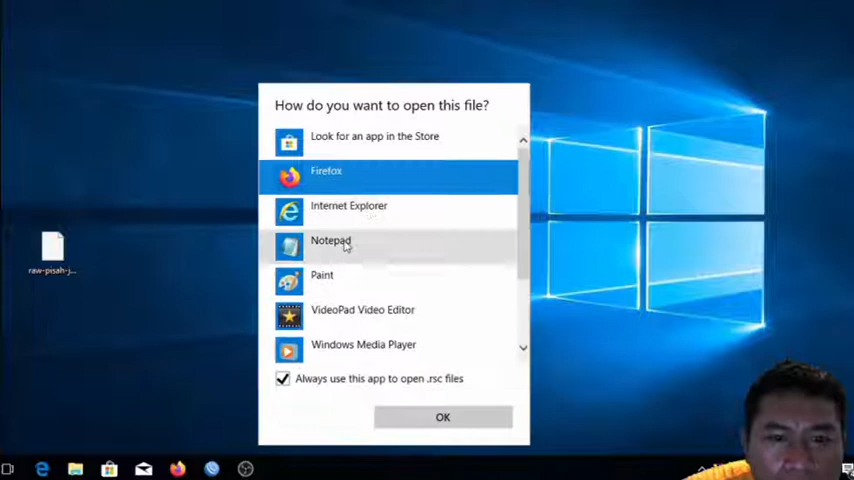 How do you want to open this file?
Look for an app in the Store
Firefox
Internet Explorer
Notepad
Paint
VideoPad Video Editor
Windows Media Player
Always use this app to open .rsc files
OK
raw-pisah-j...